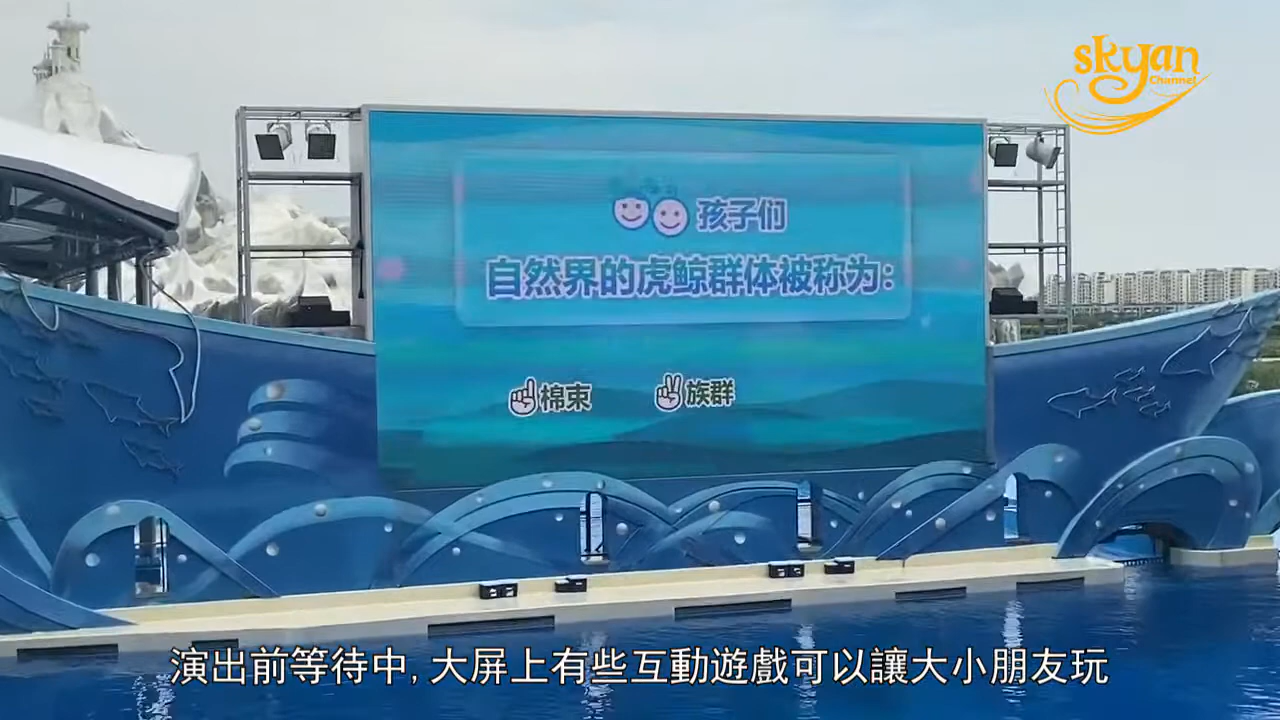 skyan
Channel
孩子们
自然界的虎鲸群体被称为：
棉束
族群
演出前等待中, 大屏上有些互動遊戲可以讓大小朋友玩